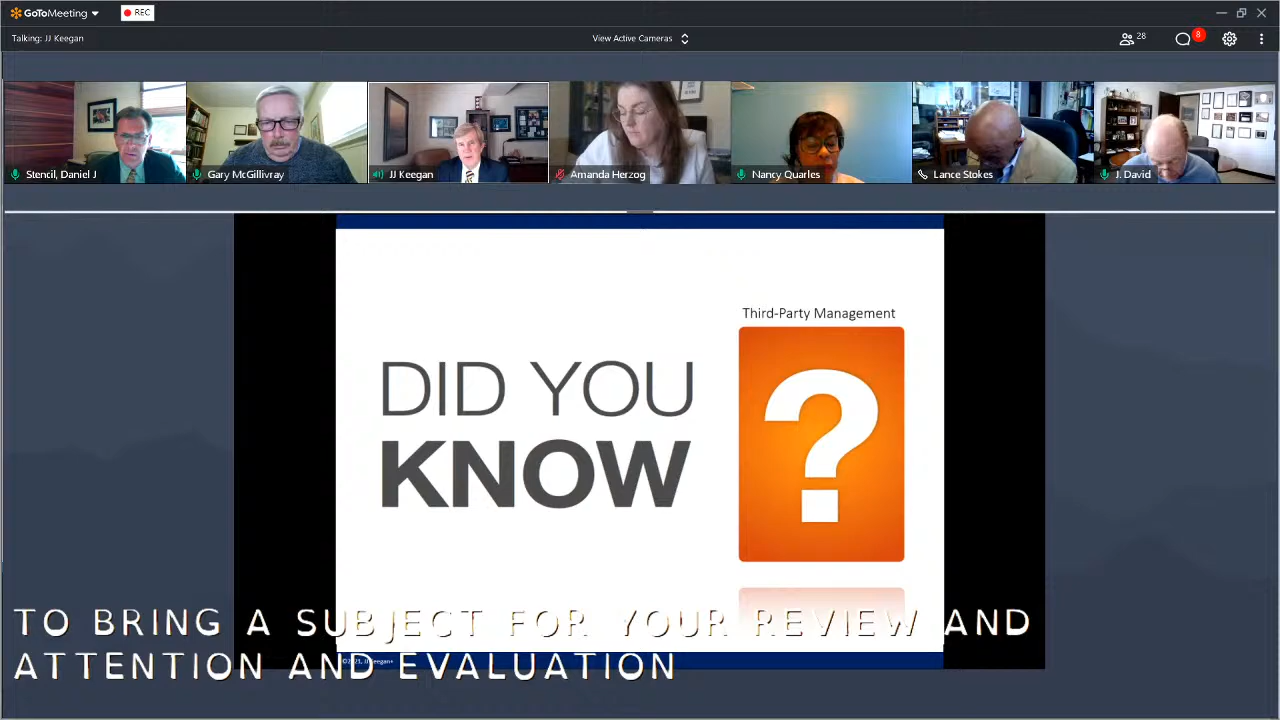 GoToMeeting
REC
Talking: JJ Keegan
View Active Cameras
28
8
Stencil, Daniel J
Gary McGillivray
JJ Keegan
Amanda Herzog
Nancy Quarles
Lance Stokes
J. David
Third-Party Management
DID YOU
KNOW
?
TO BRING A SUBJECT FOR YOUR REVIEW AND
ATTENTION AND EVALUATION